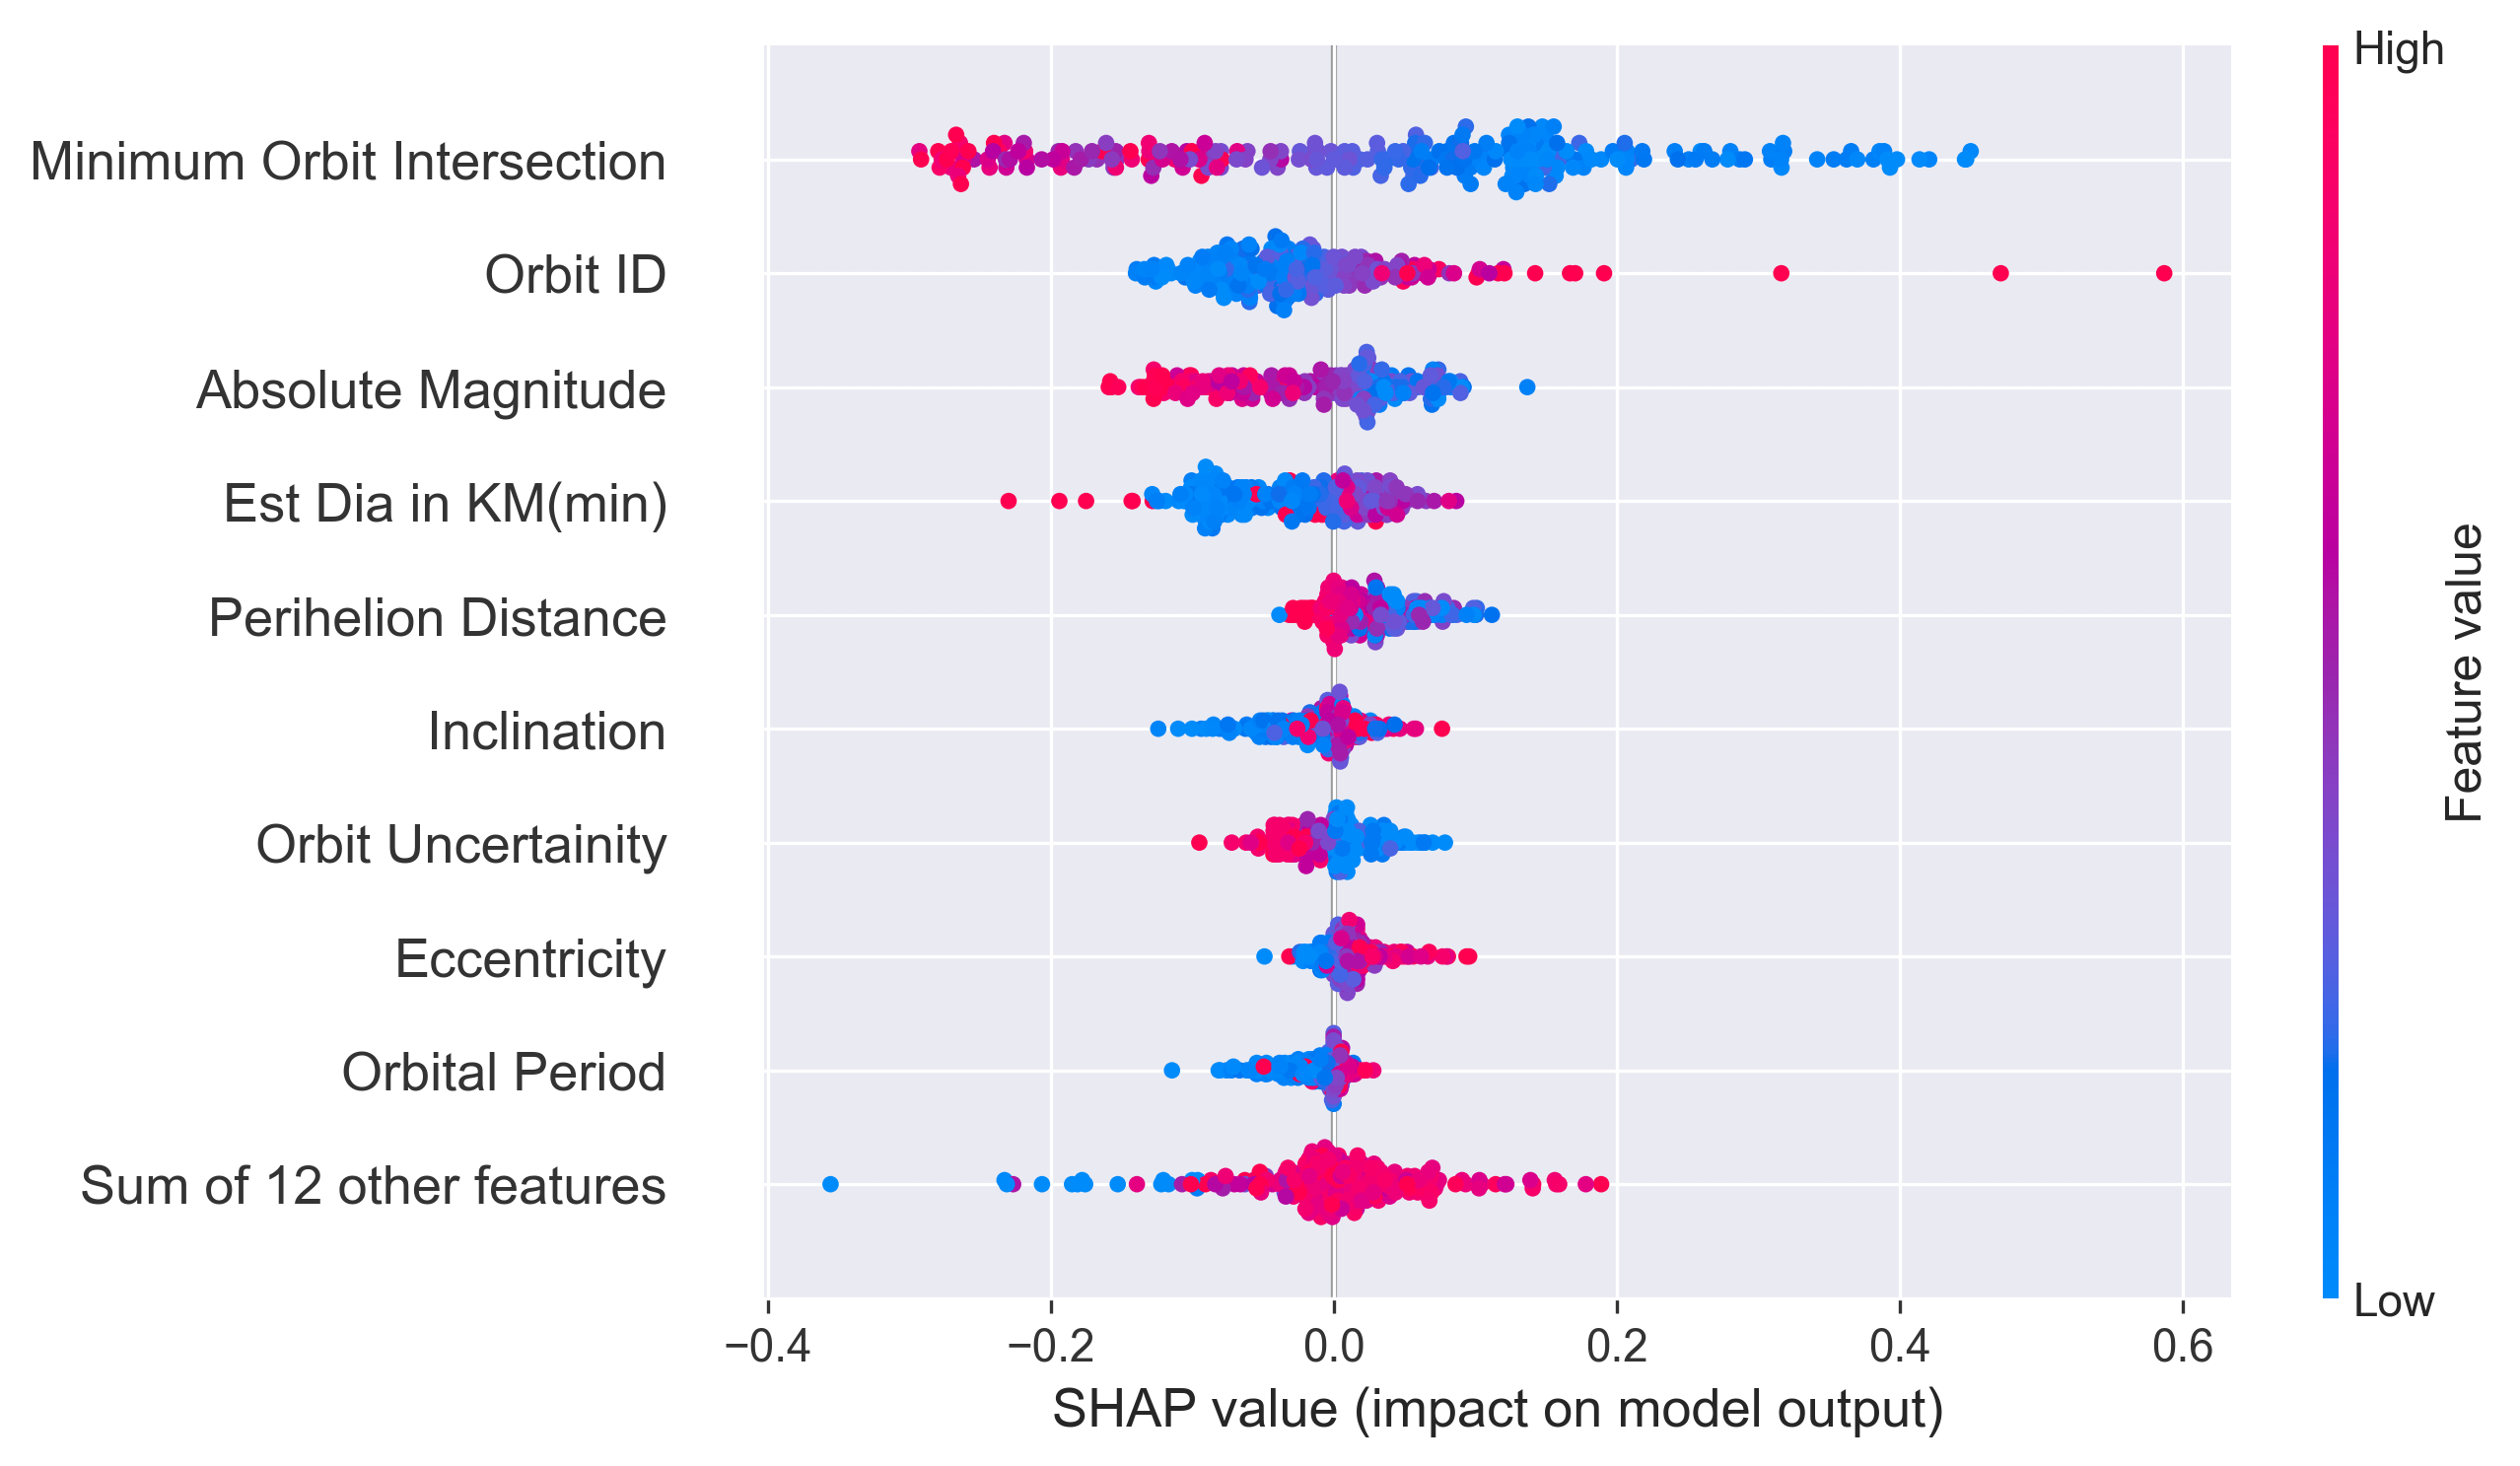 High
Minimum Orbit Intersection
Orbit ID
Absolute Magnitude
Est Dia in KM(min)
Perihelion Distance
Inclination
Orbit Uncertainity
Eccentricity
Orbital Period
Sum of 12 other features
Feature value
Low
−0.4 −0.2 0.0 0.2 0.4 0.6
SHAP value (impact on model output)